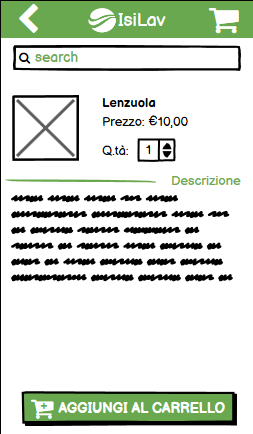 IsiLav
search
Lenzuola
Prezzo: €10,00
Q.tà: 1
Descrizione
AGGIUNGI AL CARRELLO